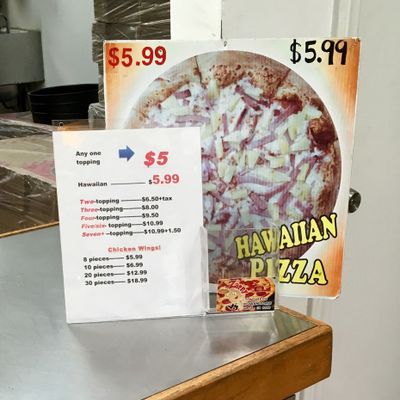 $5.99 $5.99
Any one
topping $5
Hawaiian $5.99
Two-topping $6.50+tax
Three-topping $8.00
Four-topping $9.50
Five/six- topping $10.99
Seven+ -topping $10.99+1.50
Chicken Wings!
8 pieces $5.99
10 pieces $6.99
20 pieces $12.99
30 pieces $18.99
HAWAIIAN
PIZZA